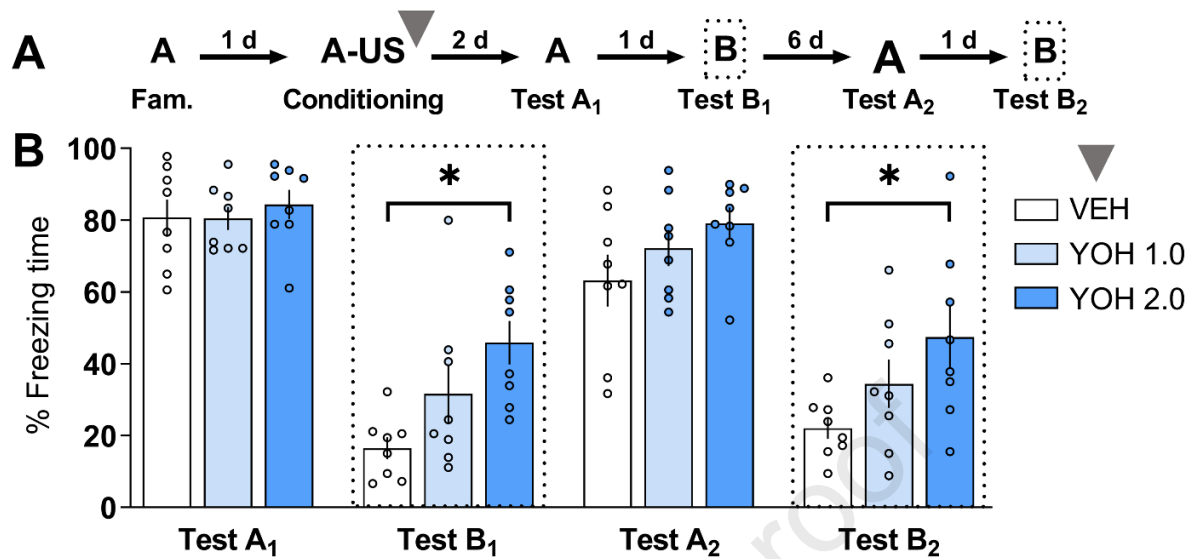 A
A 1 d A-US 2 d A 1 d B 6 d A 1 d B
Fam. Conditioning Test A1 Test B1 Test A2 Test B2
B
% Freezing time
100
80
60
40
20
0
*
*
VEH
YOH 1.0
YOH 2.0
Test A1 Test B1 Test A2 Test B2
roof